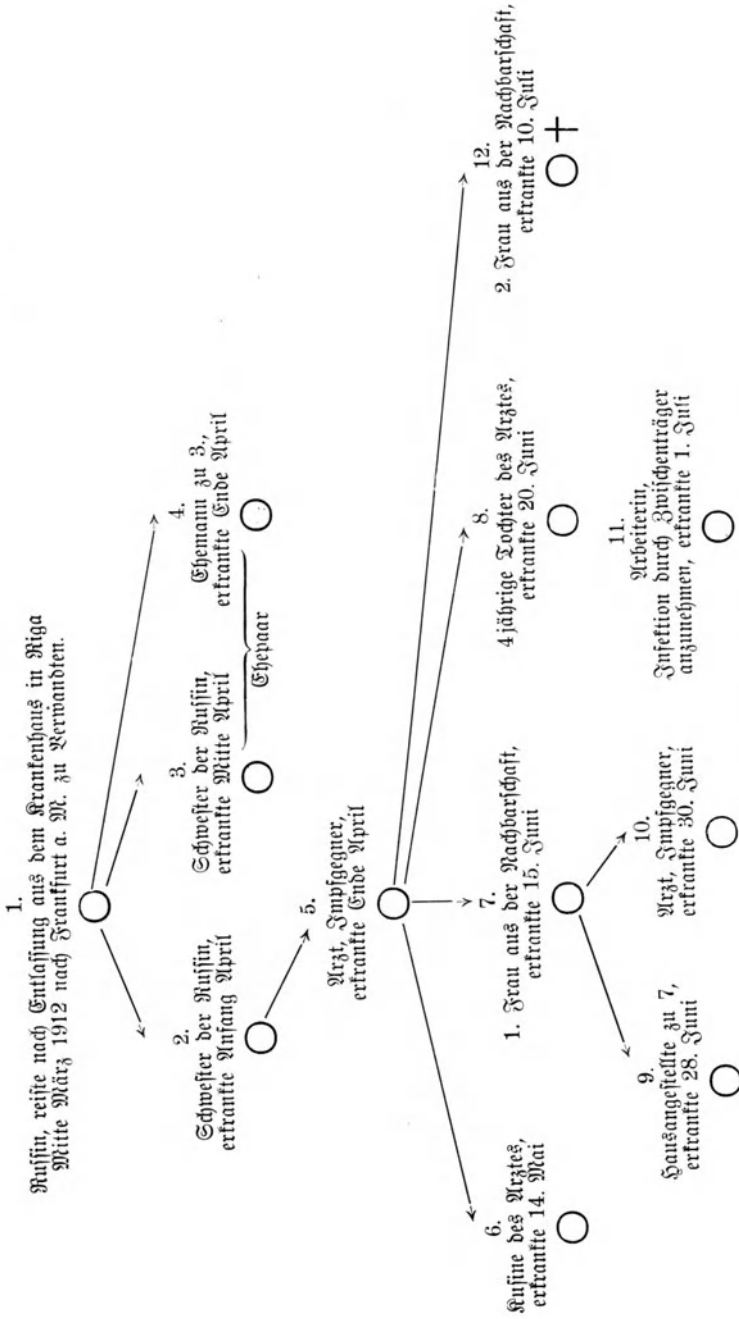 1.
Russin, reiste nach Entlassung aus dem Krankenhaus in Riga
Mitte März 1912 nach Frankfurt a. M. zu Verwandten.
2.
Schwester der Russin,
erkrankte Anfang April
3.
Schwester der Russin,
erkrankte Mitte April
4.
Ehemann zu 3.,
erkrankte Ende April
Ehepaar
5.
Arzt, Impfgegner,
erkrankte Ende April
6.
Kusine des Arztes,
erkrankte 14. Mai
7.
1. Frau aus der Nachbarschaft,
erkrankte 15. Juni
8.
4jährige Tochter des Arztes,
erkrankte 20. Juni
12.
2. Frau aus der Nachbarschaft,
erkrankte 10. Juli
9.
Hausangestellte zu 7,
erkrankte 28. Juni
10.
Arzt, Impfgegner,
erkrankte 30. Juni
11.
Arbeiterin,
Infektion durch Zwischenträger
anzunehmen, erkrankte 1. Juli